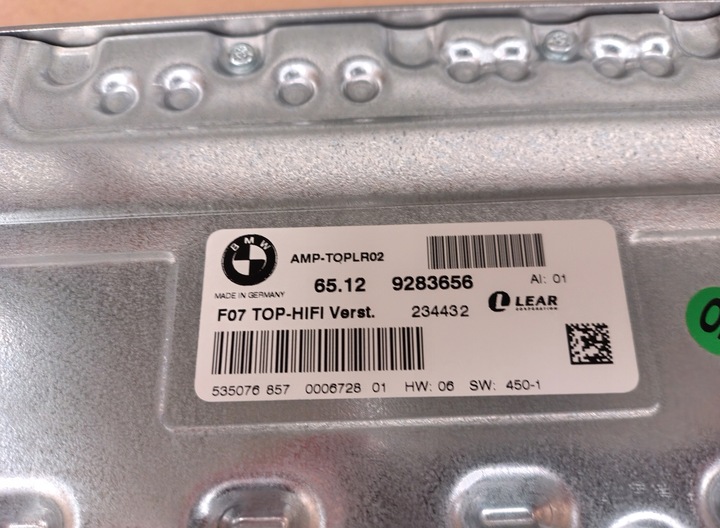 BMW
AMP-TOPLR02
65.12 9283656 AI: 01
MADE IN GERMANY
F07 TOP-HIFI Verst. 234432 LEAR
CORPORATION
535076 857 0006728 01 HW: 06 SW: 450-1